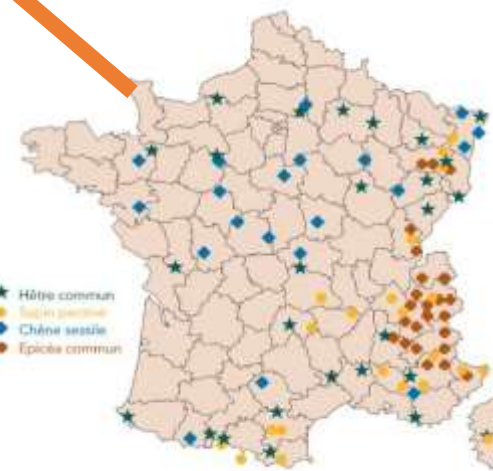 Hêtre commun
Sapin pectiné
Chêne sessile
Epicéa commun